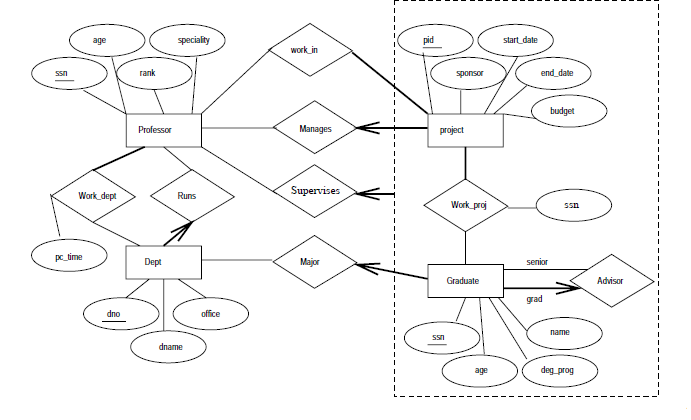 age
speciality
work_in
pid
start_date
ssn
rank
sponsor
end_date
budget
Professor
Manages
project
Work_dept
Runs
Supervises
Work_proj
ssn
pc_time
Dept
Major
senior
Graduate
Advisor
grad
dno
office
ssn
name
dname
age
deg_prog